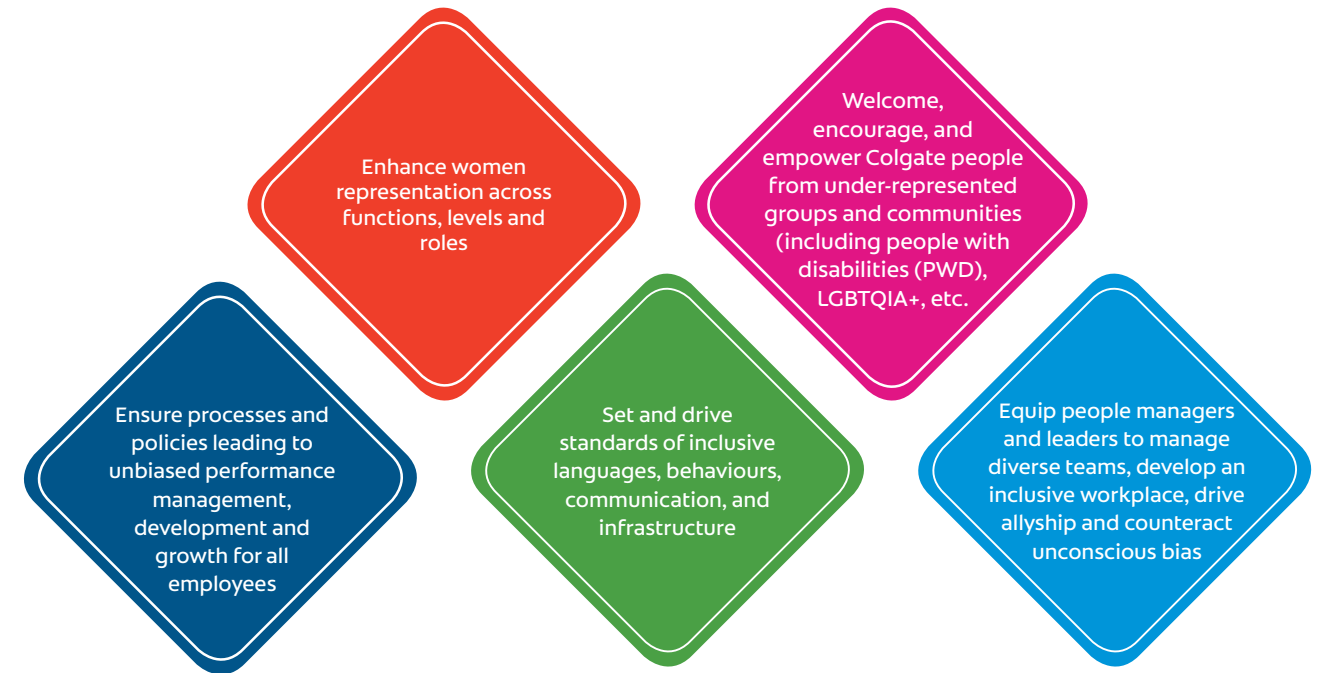 Enhance women
representation across
functions, levels and
roles
Welcome,
encourage, and
empower Colgate people
from under-represented
groups and communities
(including people with
disabilities (PWD),
LGBTQIA+, etc.
Ensure processes and
policies leading to
unbiased performance
management,
development and
growth for all
employees
Set and drive
standards of inclusive
languages, behaviours,
communication, and
infrastructure
Equip people managers
and leaders to manage
diverse teams, develop an
inclusive workplace, drive
allyship and counteract
unconscious bias